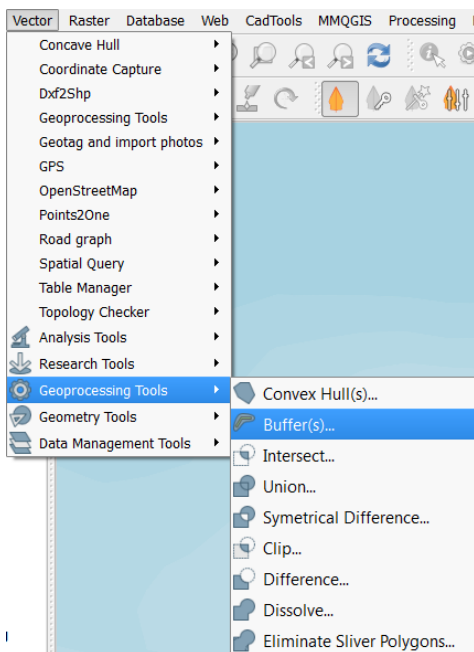 Vector Raster Database Web CadTools MMQGIS Processing
Concave Hull
Coordinate Capture
Dxf2Shp
Geoprocessing Tools
Geotag and import photos
GPS
OpenStreetMap
Points2One
Road graph
Spatial Query
Table Manager
Topology Checker
Analysis Tools
Research Tools
Geoprocessing Tools
Geometry Tools
Data Management Tools
Convex Hull(s)...
Buffer(s)...
Intersect...
Union...
Symetrical Difference...
Clip...
Difference...
Dissolve...
Eliminate Sliver Polygons...